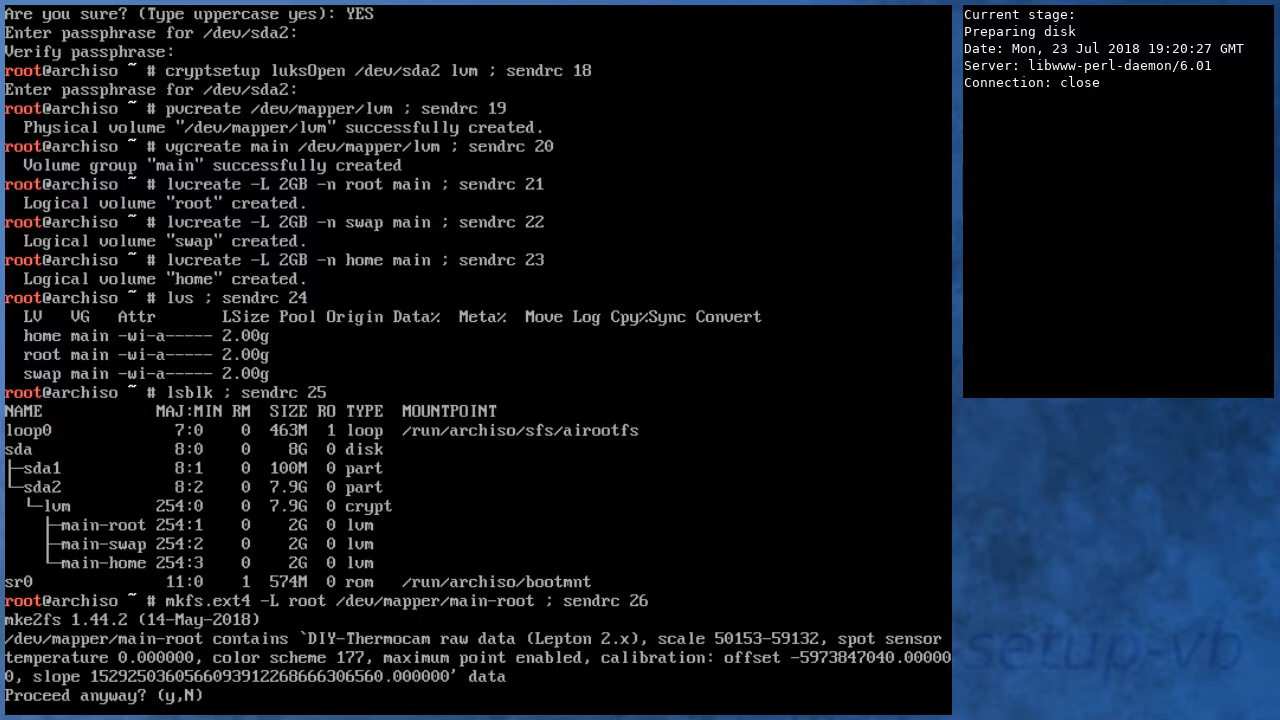 Are you sure? (Type uppercase yes): YES
Enter passphrase for /dev/sda2:
Verify passphrase:
root@archiso ~ # cryptsetup luksOpen /dev/sda2 lvm ; sendrc 18
Enter passphrase for /dev/sda2:
root@archiso ~ # pvcreate /dev/mapper/lvm ; sendrc 19
  Physical volume "/dev/mapper/lvm" successfully created.
root@archiso ~ # vgcreate main /dev/mapper/lvm ; sendrc 20
  Volume group "main" successfully created
root@archiso ~ # lvcreate -L 2GB -n root main ; sendrc 21
  Logical volume "root" created.
root@archiso ~ # lvcreate -L 2GB -n swap main ; sendrc 22
  Logical volume "swap" created.
root@archiso ~ # lvcreate -L 2GB -n home main ; sendrc 23
  Logical volume "home" created.
root@archiso ~ # lvs ; sendrc 24
  LV   VG   Attr       LSize Pool Origin Data%  Meta%  Move Log Cpy%Sync Convert
  home main -wi-a----- 2.00g
  root main -wi-a----- 2.00g
  swap main -wi-a----- 2.00g
root@archiso ~ # lsblk ; sendrc 25
NAME            MAJ:MIN RM  SIZE RO TYPE  MOUNTPOINT
loop0             7:0    0  463M  1 loop  /run/archiso/sfs/airootfs
sda               8:0    0    8G  0 disk
├─sda1            8:1    0  100M  0 part
└─sda2            8:2    0  7.9G  0 part
  └─lvm         254:0    0  7.9G  0 crypt
    ├─main-root 254:1    0    2G  0 lvm
    ├─main-swap 254:2    0    2G  0 lvm
    └─main-home 254:3    0    2G  0 lvm
sr0              11:0    1  574M  0 rom   /run/archiso/bootmnt
root@archiso ~ # mkfs.ext4 -L root /dev/mapper/main-root ; sendrc 26
mke2fs 1.44.2 (14-May-2018)
/dev/mapper/main-root contains `DIY-Thermocam raw data (Lepton 2.x), scale 50153-59132, spot sensor
temperature 0.000000, color scheme 177, maximum point enabled, calibration: offset -5973847040.00000
0, slope 15292503605660939122686663065 60.000000' data
Proceed anyway? (y,N)
Current stage:
Preparing disk
Date: Mon, 23 Jul 2018 19:20:27 GMT
Server: libwww-perl-daemon/6.01
Connection: close
setup-vb